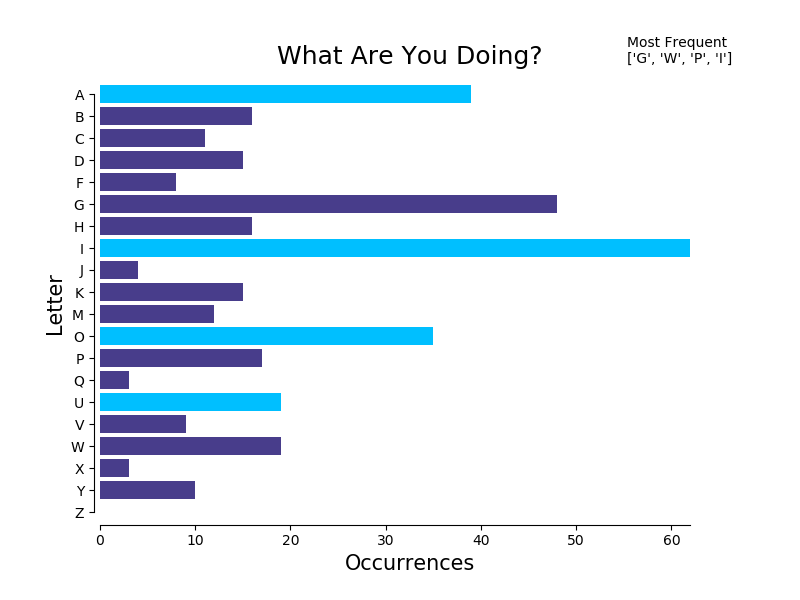 What Are You Doing?
Most Frequent
['G', 'W', 'P', 'I']
A
B
C
D
F
G
H
I
J
K
M
O
P
Q
U
V
W
X
Y
Z
Letter
0 10 20 30 40 50 60
Occurrences